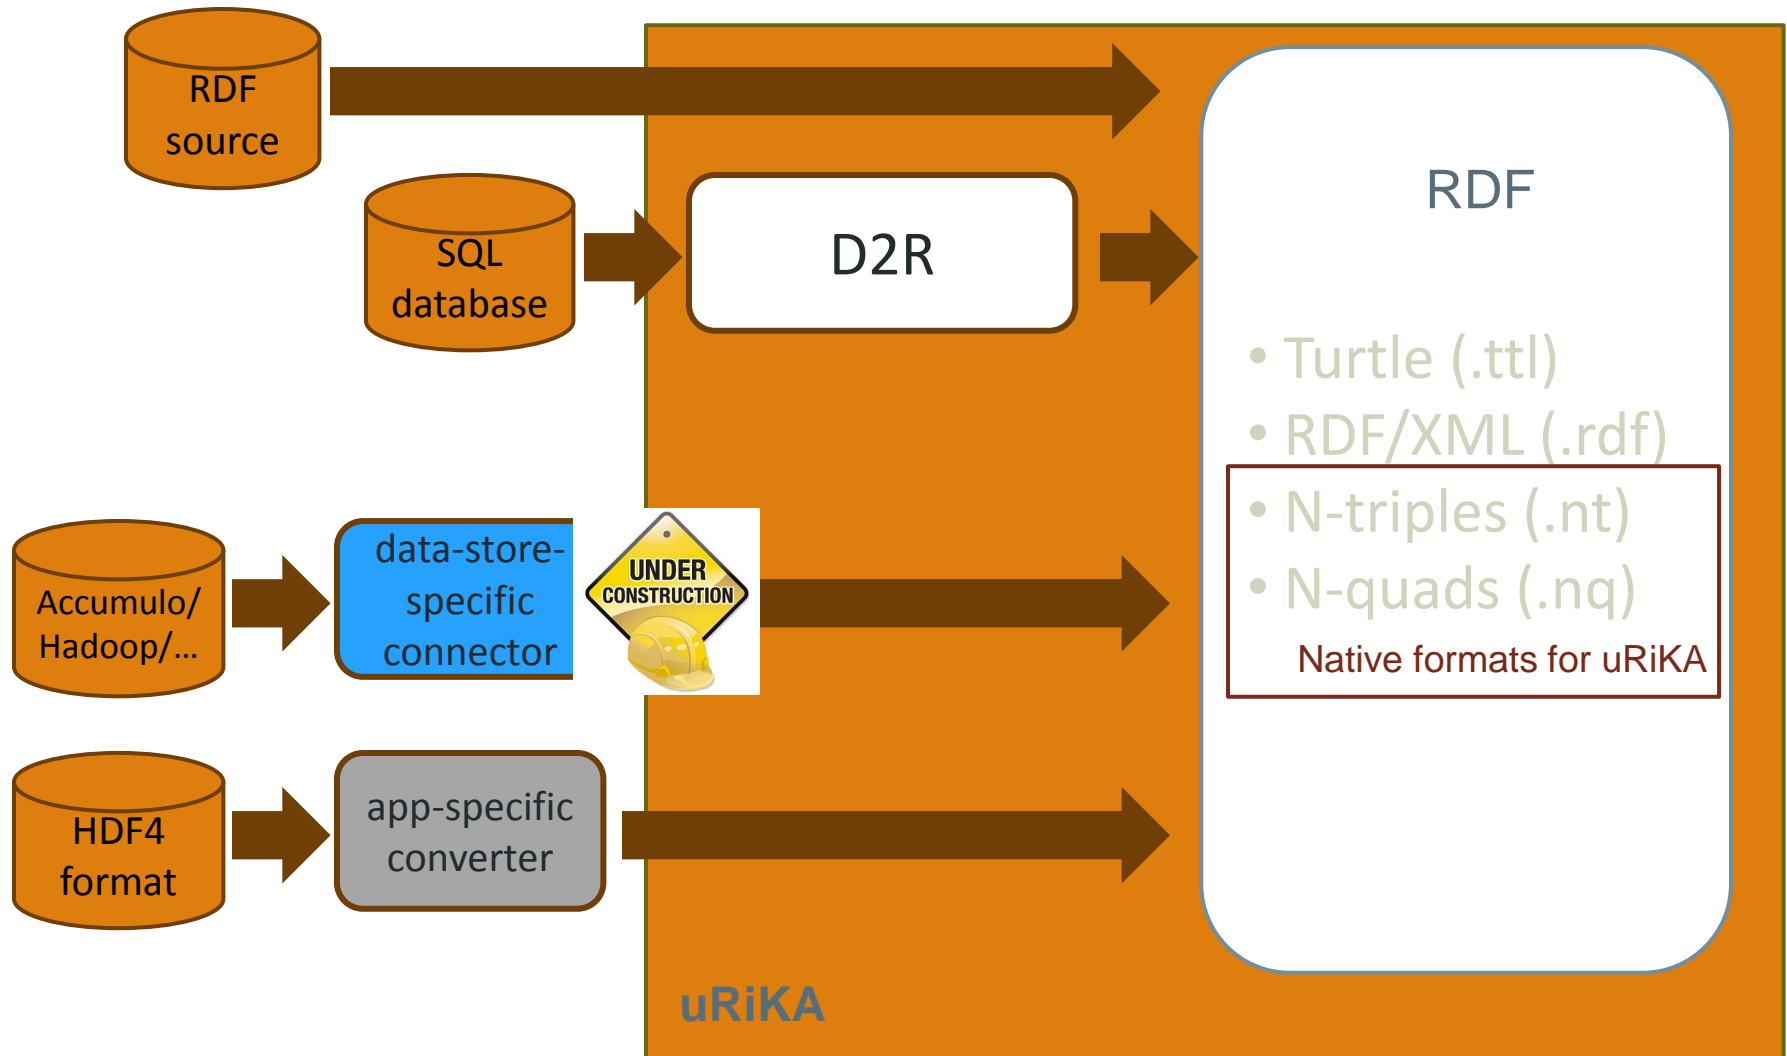 RDF
source
SQL
database
D2R
RDF
• Turtle (.ttl)
• RDF/XML (.rdf)
• N-triples (.nt)
• N-quads (.nq)
Native formats for uRiKA
Accumulo/
Hadoop/...
data-store-
specific
connector
UNDER
CONSTRUCTION
HDF4
format
app-specific
converter
uRiKA